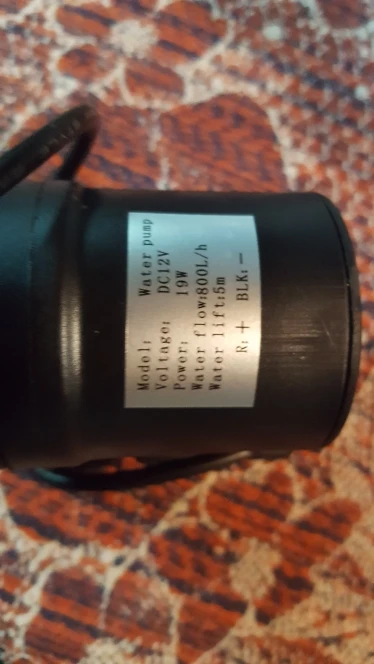 Model: Water pump
Voltage: DC12V
Power: 19W
Water flow:800L/h
Water lift:5m
R: + BLK: −